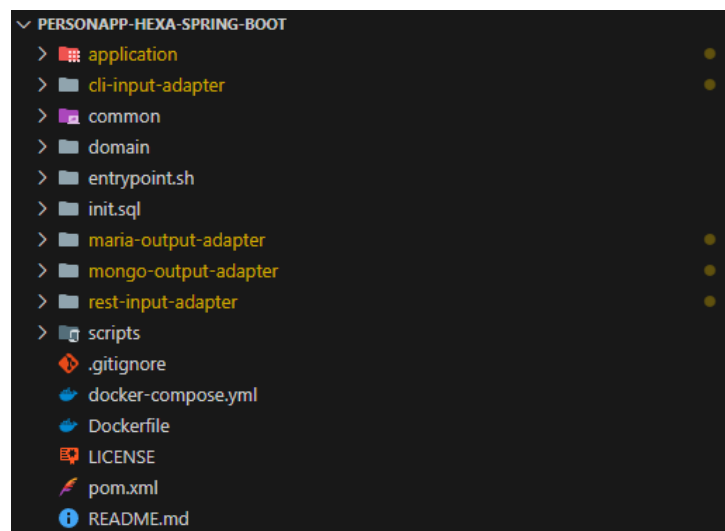 PERSONAPP-HEXA-SPRING-BOOT
application
cli-input-adapter
common
domain
entrypoint.sh
init.sql
maria-output-adapter
mongo-output-adapter
rest-input-adapter
scripts
.gitignore
docker-compose.yml
Dockerfile
LICENSE
pom.xml
README.md